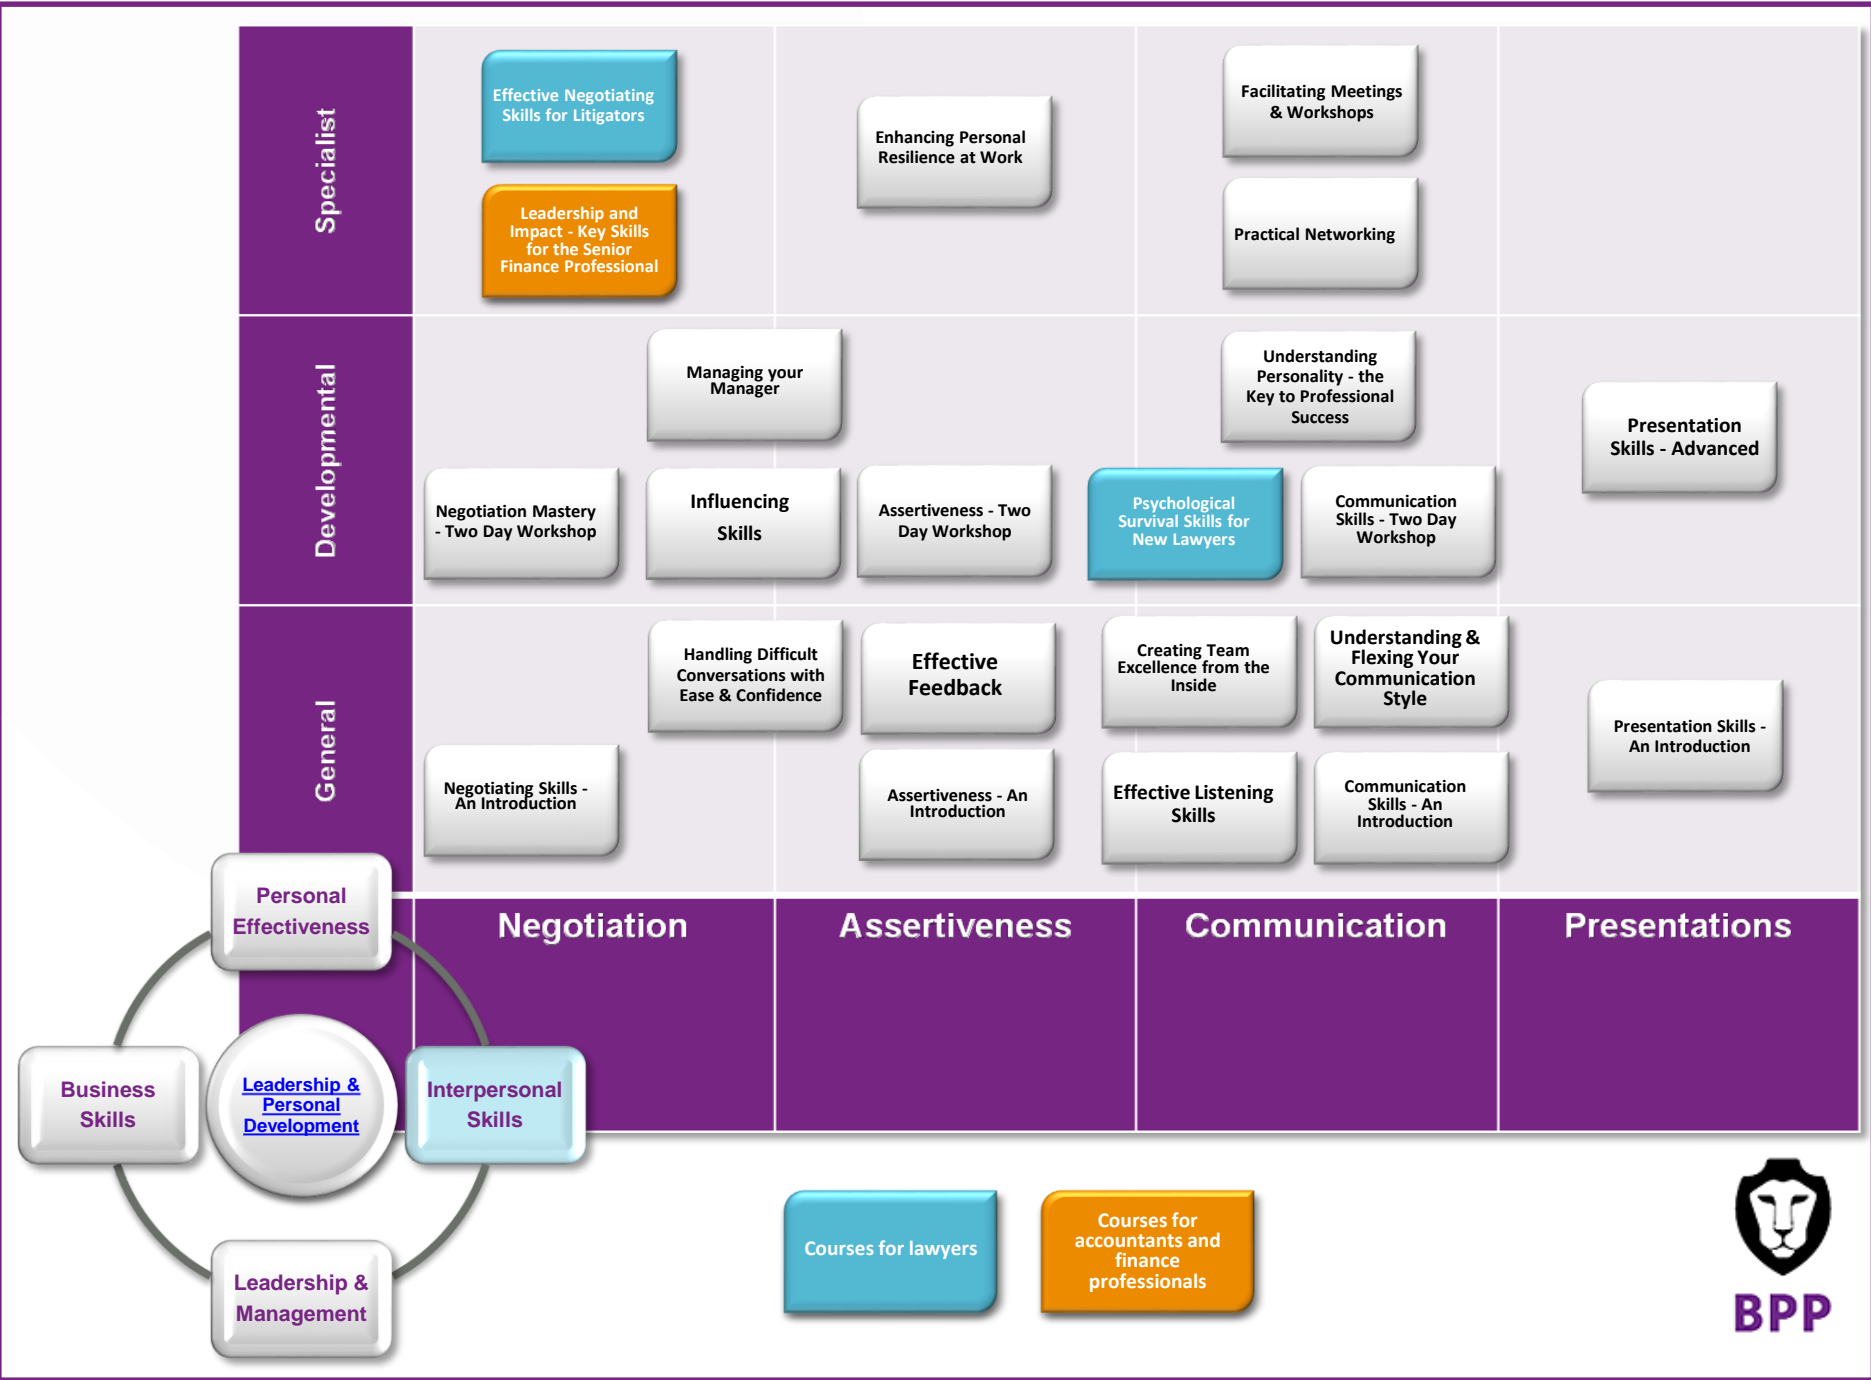 Specialist
Effective Negotiating
Skills for Litigators
Leadership and
Impact - Key Skills
for the Senior
Finance Professional
Enhancing Personal
Resilience at Work
Facilitating Meetings
& Workshops
Practical Networking
Developmental
Managing your
Manager
Negotiation Mastery
- Two Day Workshop
Influencing
Skills
Assertiveness - Two
Day Workshop
Understanding
Personality - the
Key to Professional
Success
Psychological
Survival Skills for
New Lawyers
Communication
Skills - Two Day
Workshop
Presentation
Skills - Advanced
General
Handling Difficult
Conversations with
Ease & Confidence
Negotiating Skills -
An Introduction
Effective
Feedback
Assertiveness - An
Introduction
Creating Team
Excellence from the
Inside
Understanding &
Flexing Your
Communication
Style
Effective Listening
Skills
Communication
Skills - An
Introduction
Presentation Skills -
An Introduction
Negotiation
Assertiveness
Communication
Presentations
Personal
Effectiveness
Business
Skills
Leadership &
Personal
Development
Interpersonal
Skills
Leadership &
Management
Courses for lawyers
Courses for
accountants and
finance
professionals
BPP